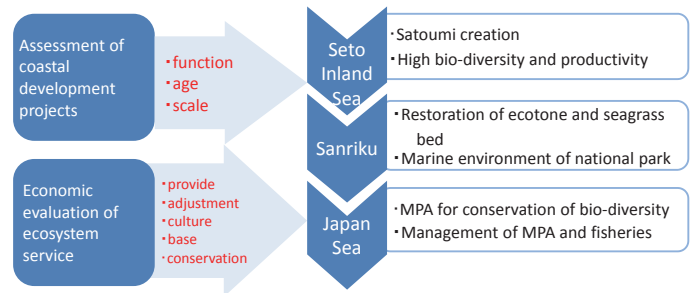 Assessment of
coastal
development
projects
・function
・age
・scale
Economic
evaluation of
ecosystem
service
・provide
・adjustment
・culture
・base
・conservation
Seto
Inland
Sea
・Satoumi creation
・High bio-diversity and productivity
Sanriku
・Restoration of ecotone and seagrass
bed
・Marine environment of national park
Japan
Sea
・MPA for conservation of bio-diversity
・Management of MPA and fisheries